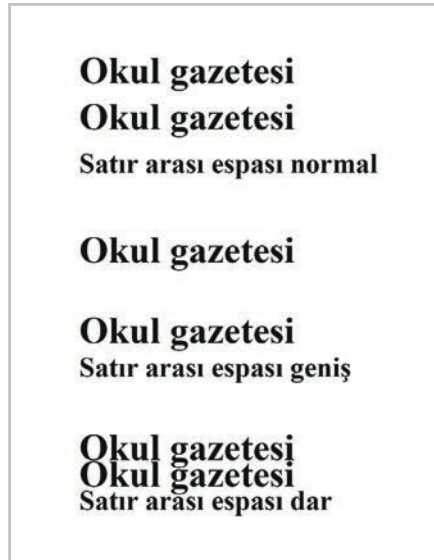 Okul gazetesi
Okul gazetesi
Satır arası espası normal
Okul gazetesi
Okul gazetesi
Satır arası espası geniş
Okul gazetesi
Okul gazetesi
Satır arası espası dar